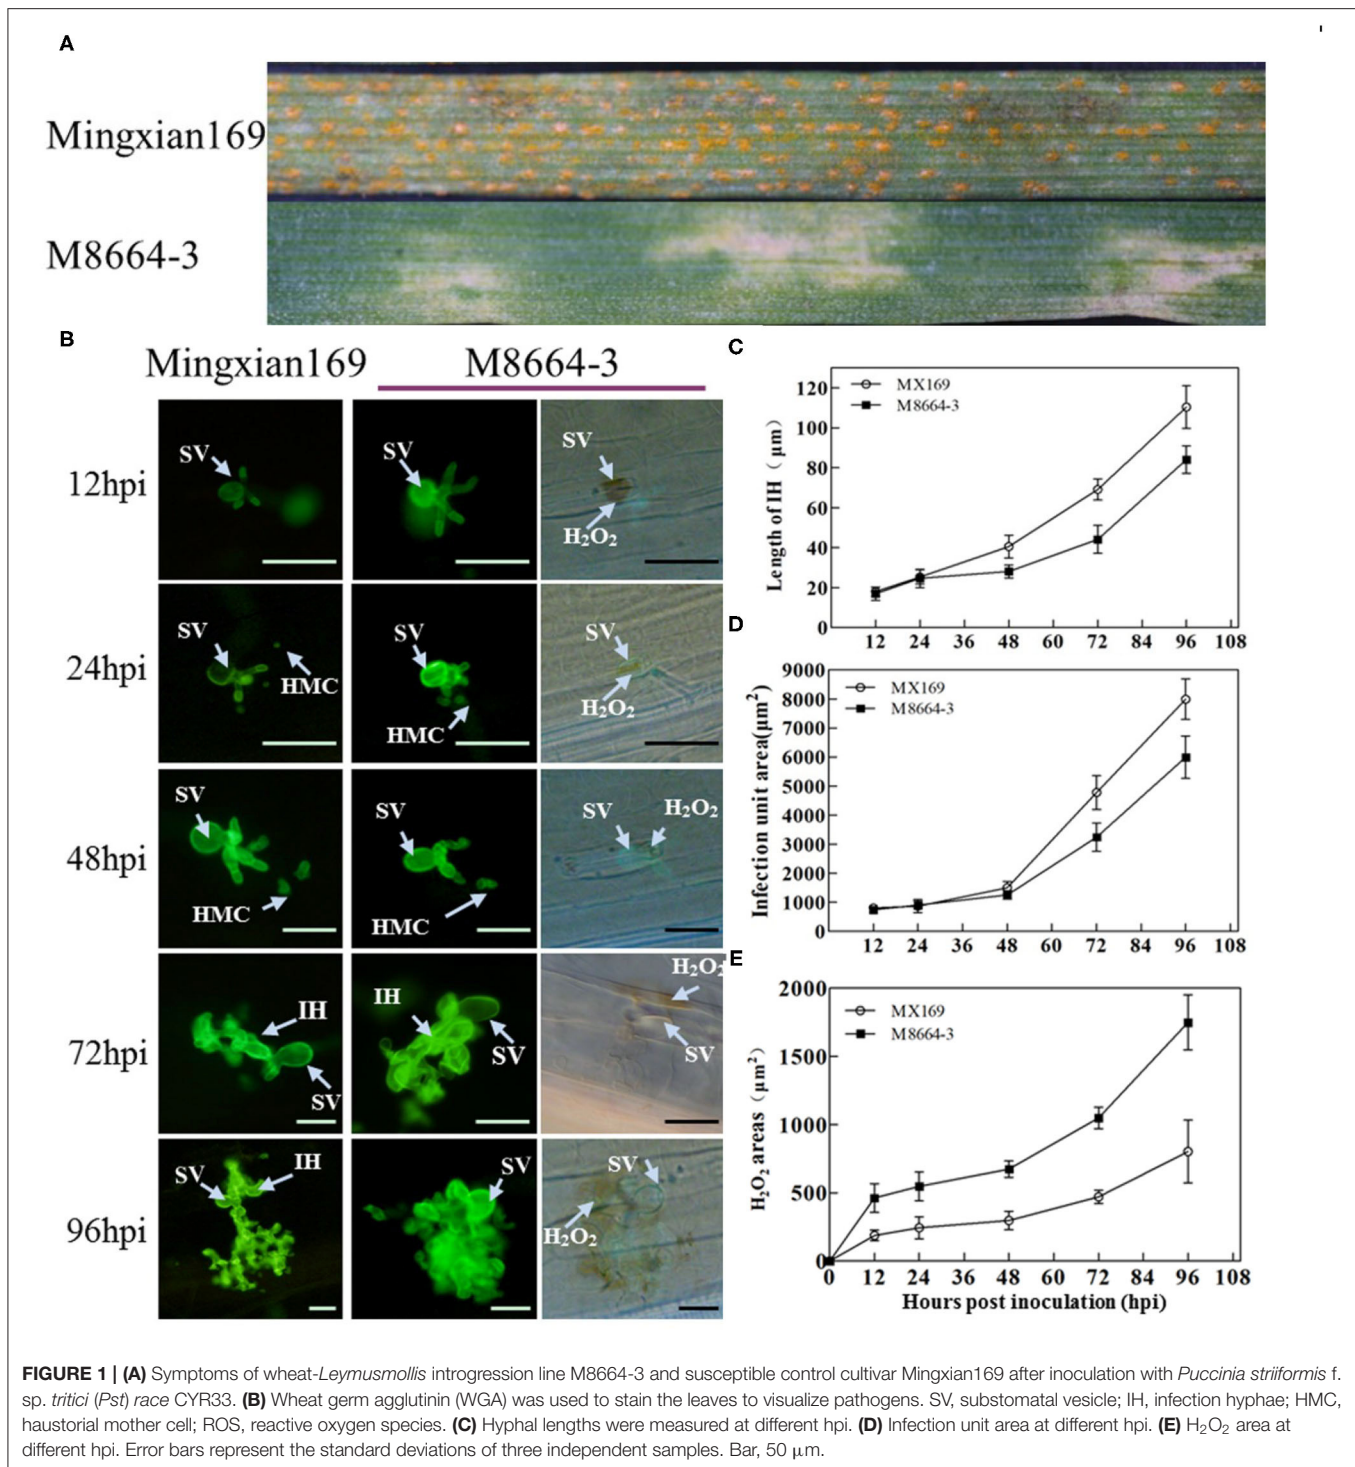 A
Mingxian169
M8664-3
B
Mingxian169 M8664-3
12hpi
SV
SV
SV
H₂O₂
24hpi
SV
HMC
SV
HMC
SV
H₂O₂
48hpi
SV
HMC
SV
HMC
SV
H₂O₂
72hpi
IH
SV
IH
SV
H₂O₂
SV
96hpi
SV
IH
SV
SV
H₂O₂
C
Length of IH（μm）
120
100
80
60
40
20
0
MX169
M8664-3
12 24 36 48 60 72 84 96 108
D
Infection unit area(μm²)
9000
8000
7000
6000
5000
4000
3000
2000
1000
0
MX169
M8664-3
12 24 36 48 60 72 84 96 108
E
H₂O₂ areas（μm²）
2000
1500
1000
500
0
MX169
M8664-3
0 12 24 36 48 60 72 84 96 108
Hours post inoculation (hpi)
FIGURE 1 | (A) Symptoms of wheat-Leymusmollis introgression line M8664-3 and susceptible control cultivar Mingxian169 after inoculation with Puccinia striiformis f.
sp. tritici (Pst) race CYR33. (B) Wheat germ agglutinin (WGA) was used to stain the leaves to visualize pathogens. SV, substomatal vesicle; IH, infection hyphae; HMC,
haustorial mother cell; ROS, reactive oxygen species. (C) Hyphal lengths were measured at different hpi. (D) Infection unit area at different hpi. (E) H₂O₂ area at
different hpi. Error bars represent the standard deviations of three independent samples. Bar, 50 μm.